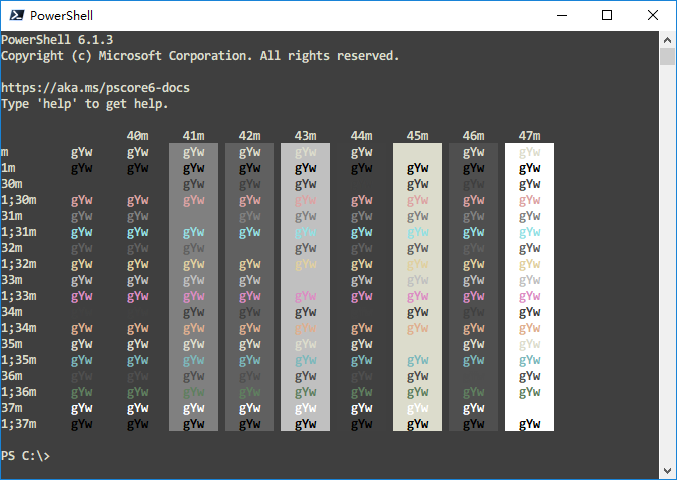 PowerShell
PowerShell 6.1.3
Copyright (c) Microsoft Corporation. All rights reserved.
https://aka.ms/pscore6-docs
Type 'help' to get help.
40m 41m 42m 43m 44m 45m 46m 47m
m gYw gYw gYw gYw gYw gYw gYw gYw
1m gYw gYw gYw gYw gYw gYw gYw gYw gYw
30m gYw gYw gYw gYw gYw gYw
1;30m gYw gYw gYw gYw gYw gYw gYw gYw gYw
31m gYw gYw gYw gYw gYw gYw gYw gYw
1;31m gYw gYw gYw gYw gYw gYw gYw gYw gYw
32m gYw gYw gYw gYw gYw gYw gYw gYw
1;32m gYw gYw gYw gYw gYw gYw gYw gYw gYw
33m gYw gYw gYw gYw gYw gYw gYw gYw
1;33m gYw gYw gYw gYw gYw gYw gYw gYw gYw
34m gYw gYw gYw gYw gYw gYw
1;34m gYw gYw gYw gYw gYw gYw gYw gYw gYw
35m gYw gYw gYw gYw gYw gYw gYw gYw
1;35m gYw gYw gYw gYw gYw gYw gYw gYw gYw
36m gYw gYw gYw gYw gYw gYw gYw gYw
1;36m gYw gYw gYw gYw gYw gYw gYw gYw gYw
37m gYw gYw gYw gYw gYw gYw gYw gYw
1;37m gYw gYw gYw gYw gYw gYw gYw gYw gYw
PS C:\>